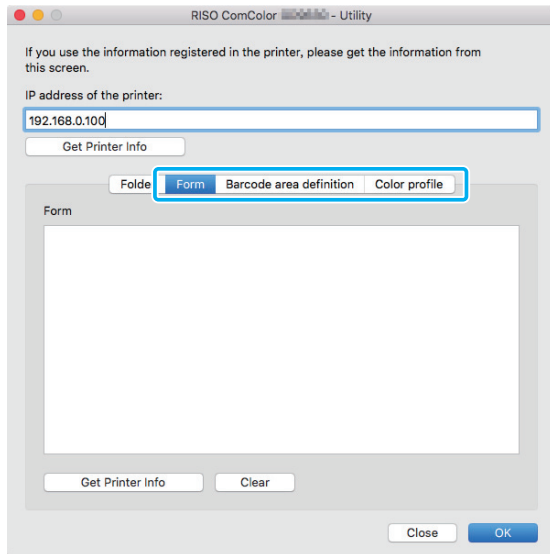 RISO ComColor - Utility
If you use the information registered in the printer, please get the information from
this screen.
IP address of the printer:
192.168.0.100
Get Printer Info
Folde Form Barcode area definition Color profile
Form
Get Printer Info Clear
Close OK